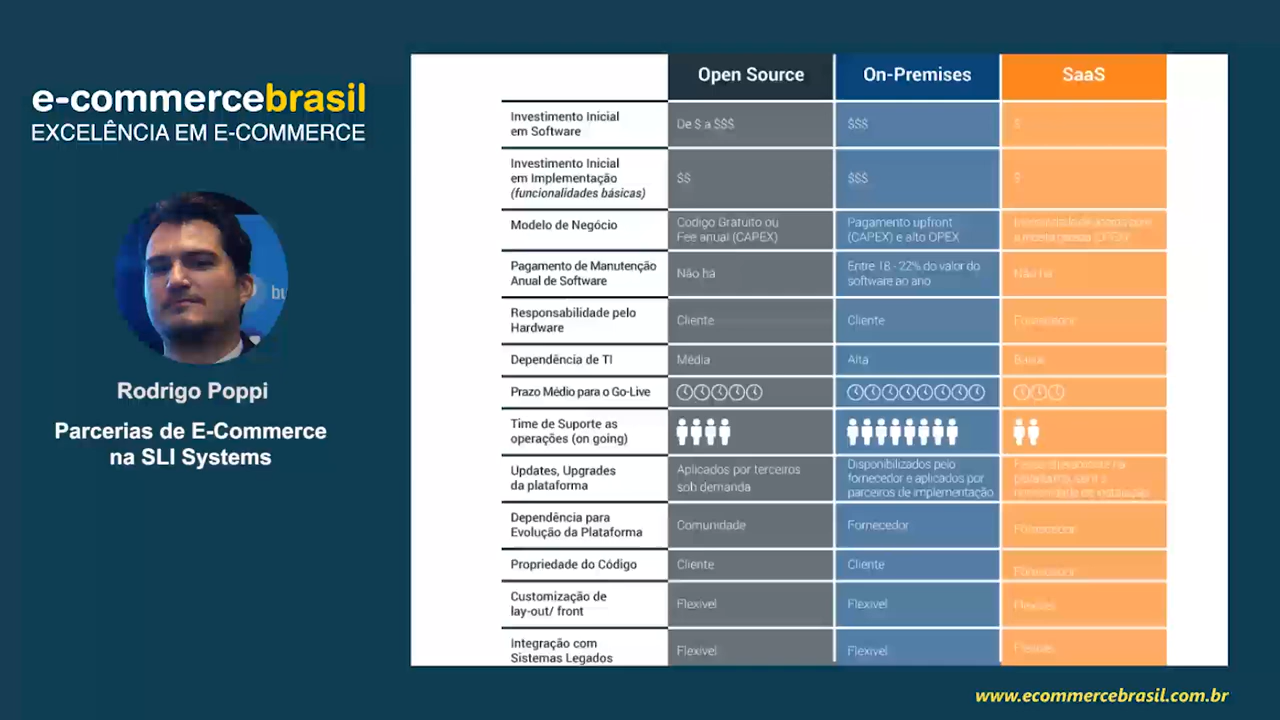 e-commercebrasil
EXCELÊNCIA EM E-COMMERCE
Rodrigo Poppi
Parcerias de E-Commerce
na SLI Systems
Open Source
On-Premises
SaaS
Investimento Inicial
em Software
De $ a $$$
$$$
$
Investimento Inicial
em Implementação
(funcionalidades básicas)
$$
$$$
$
Modelo de Negócio
Codigo Gratuito ou
Fee anual (CAPEX)
Pagamento upfront
(CAPEX) e alto OPEX
Pagamento de Manutenção
Anual de Software
Não há
Entre 18 - 22% do valor do
software ao ano
Não há
Responsabilidade pelo
Hardware
Cliente
Cliente
Fornecedor
Dependência de TI
Média
Alta
Baixa
Prazo Médio para o Go-Live
Time de Suporte as
operações (on going)
Updates, Upgrades
da plataforma
Aplicados por terceiros
sob demanda
Disponibilizados pelo
fornecedor e aplicados por
parceiros de implementação
Dependência para
Evolução da Plataforma
Comunidade
Fornecedor
Fornecedor
Propriedade do Código
Cliente
Cliente
Fornecedor
Customização de
lay-out/ front
Flexivel
Flexivel
Flexivel
Integração com
Sistemas Legados
Flexivel
Flexivel
Flexivel
www.ecommercebrasil.com.br